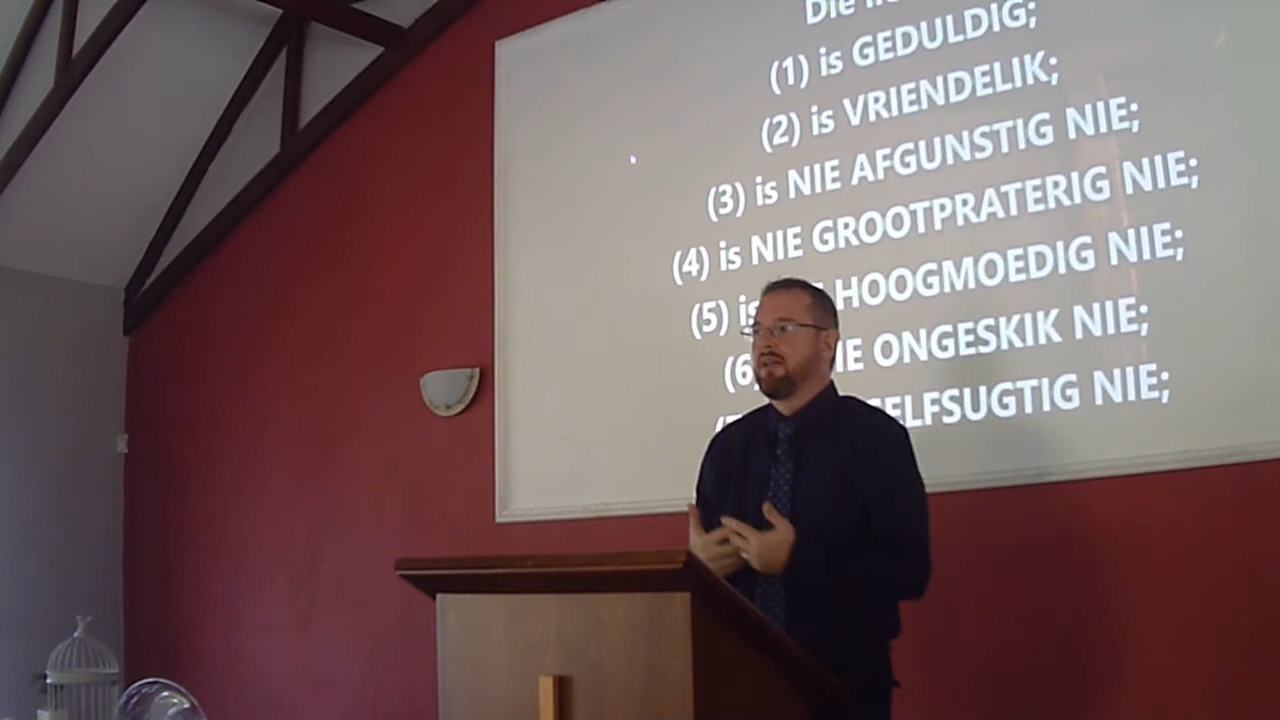 Die
(1) is GEDULDIG;
(2) is VRIENDELIK;
(3) is NIE AFGUNSTIG NIE;
(4) is NIE GROOTPRATERIG NIE;
(5) is HOOGMOEDIG NIE;
(6 ONGESKIK NIE;
NIE;